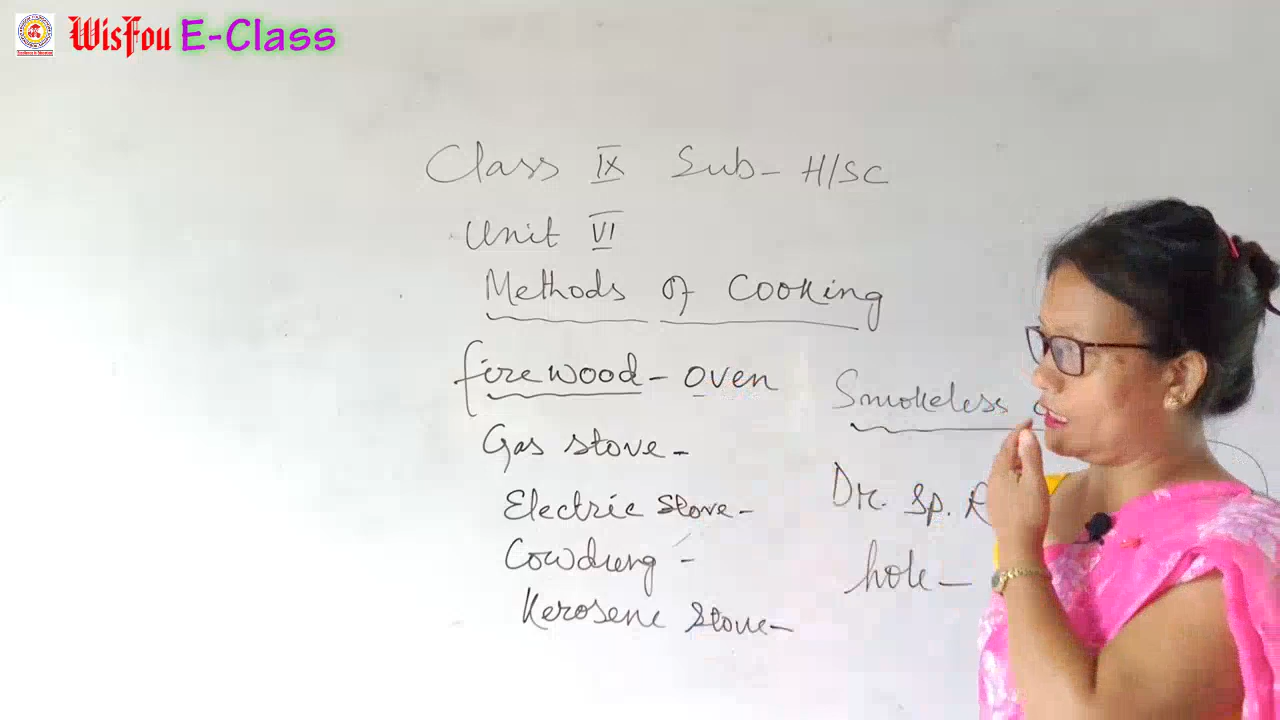 WisFou E-Class
Class IX Sub- H/SC
Unit VI
Methods of Cooking
firewood - oven
Gas stove -
Electric stove -
Cowdung -
Kerosene stove -
Smokeless
Dr. Sp. R
hole -